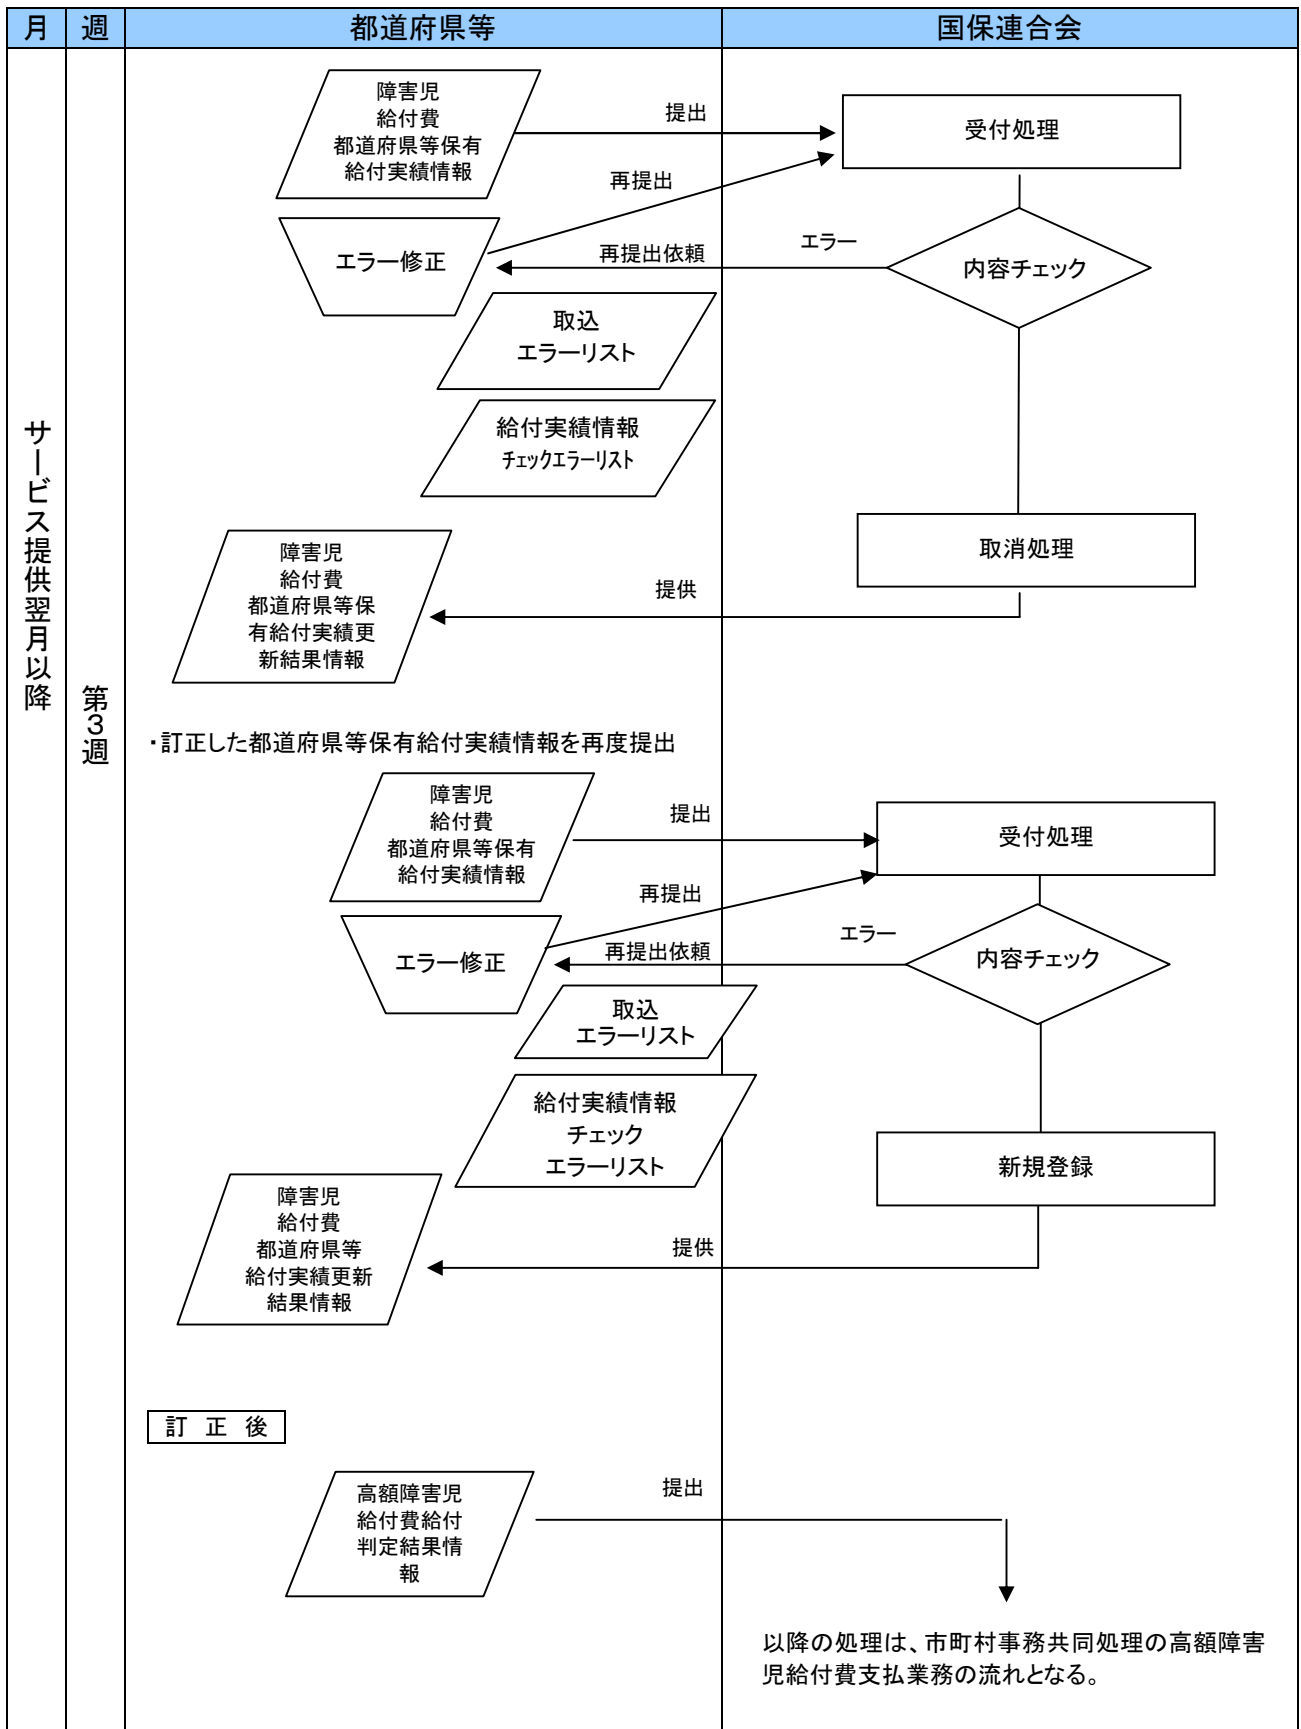 月 週 都道府県等 国保連合会
障害児
給付費
都道府県等保有
給付実績情報
提出
受付処理
再提出
エラー修正
再提出依頼
エラー
内容チェック
取込
エラーリスト
給付実績情報
チェックエラーリスト
取消処理
障害児
給付費
都道府県等保
有給付実績更
新結果情報
提供
サービス提供翌月以降
第3週
・訂正した都道府県等保有給付実績情報を再度提出
障害児
給付費
都道府県等保有
給付実績情報
提出
受付処理
再提出
エラー修正
再提出依頼
エラー
内容チェック
取込
エラーリスト
給付実績情報
チェック
エラーリスト
新規登録
障害児
給付費
都道府県等
給付実績更新
結果情報
提供
訂 正 後
高額障害児
給付費給付
判定結果情
報
提出
以降の処理は、市町村事務共同処理の高額障害
児給付費支払業務の流れとなる。